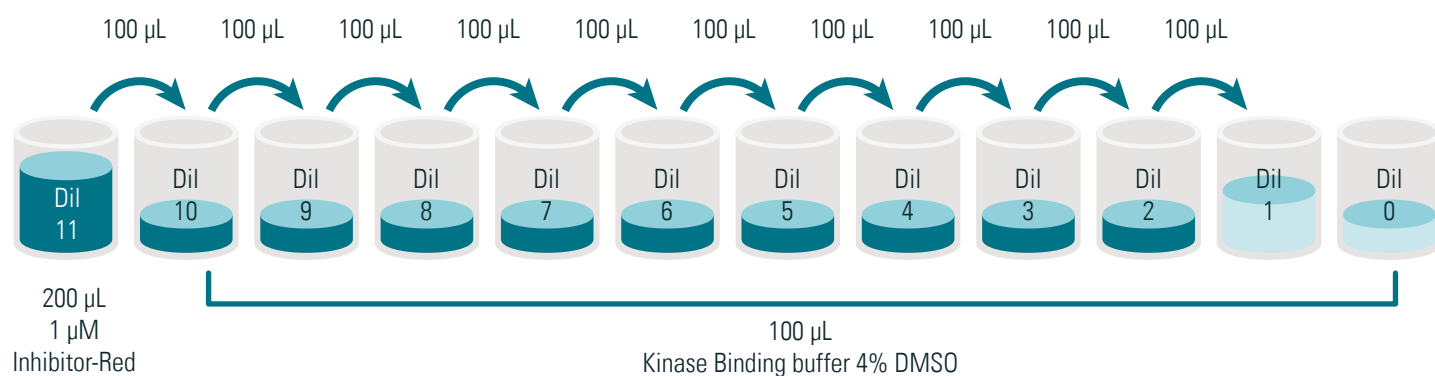 100 µL 100 µL 100 µL 100 µL 100 µL 100 µL 100 µL 100 µL 100 µL 100 µL
Dil Dil Dil Dil Dil Dil Dil Dil Dil Dil Dil Dil
11 10 9 8 7 6 5 4 3 2 1 0
200 µL
1 µM
Inhibitor-Red
100 µL
Kinase Binding buffer 4% DMSO